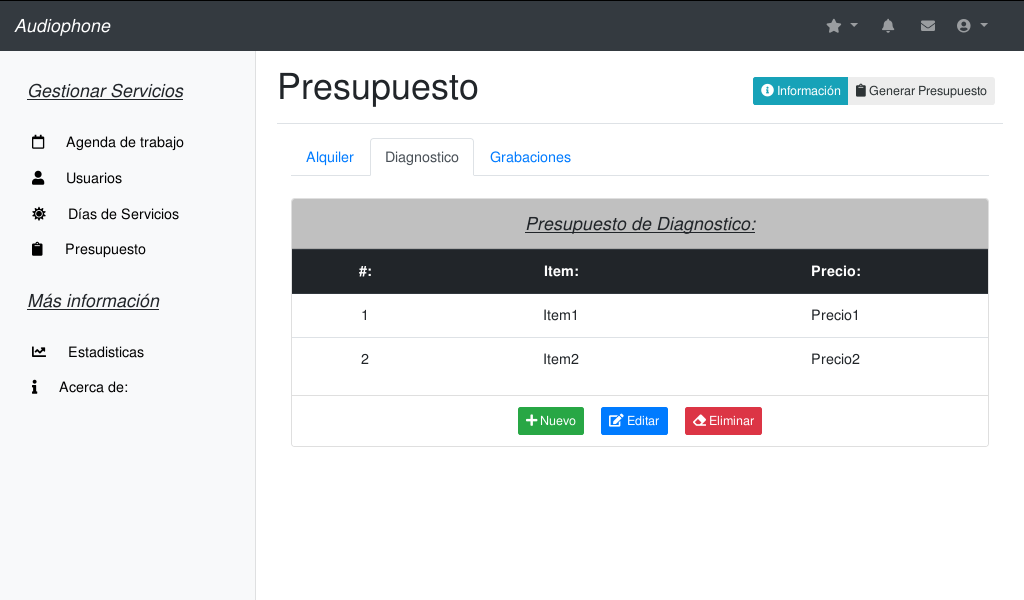 Audiophone
Gestionar Servicios
Agenda de trabajo
Usuarios
Días de Servicios
Presupuesto
Más información
Estadisticas
Acerca de:
Presupuesto
Información
Generar Presupuesto
Alquiler
Diagnostico
Grabaciones
Presupuesto de Diagnostico:
#: Item: Precio:
1 Item1 Precio1
2 Item2 Precio2
Nuevo
Editar
Eliminar